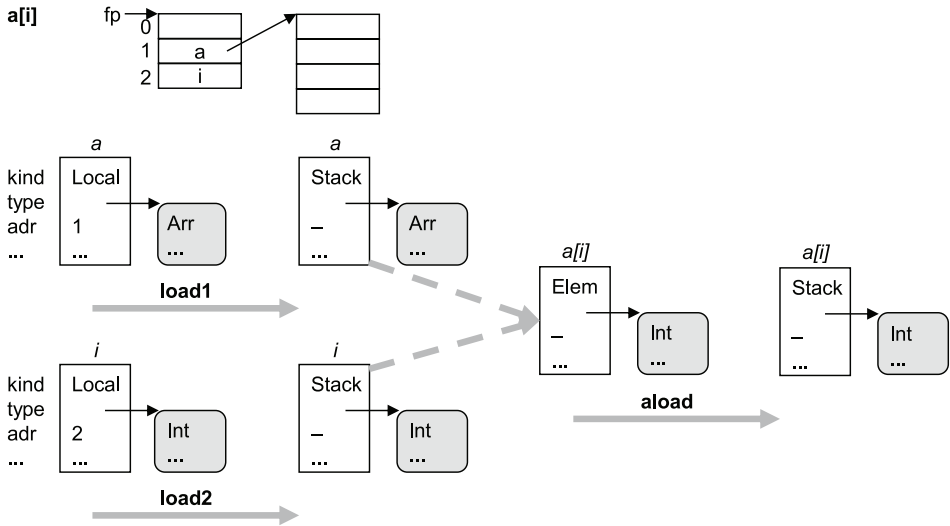 a[i]
fp
0
1 a
2 i
a a
kind Local Stack
type
adr 1 Arr – Arr
... ... ... ... ...
load1
a[i] a[i]
Elem Stack
– Int – Int
... ... ... ...
aload
i i
kind Local Stack
type
adr 2 Int – Int
... ... ... ... ...
load2